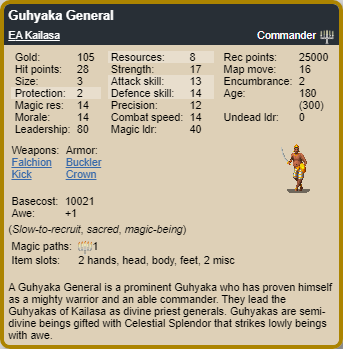 Guhyaka General
EA Kailasa Commander
Gold: 105 Resources: 8 Rec points: 25000
Hit points: 28 Strength: 17 Map move: 16
Size: 3 Attack skill: 13 Encumbrance: 2
Protection: 2 Defence skill: 14 Age: 180
Magic res: 14 Precision: 12 (300)
Morale: 14 Combat speed: 14 Undead ldr: 0
Leadership: 80 Magic ldr: 40
Weapons: Armor:
Falchion Buckler
Kick Crown
Basecost: 10021
Awe: +1
(Slow-to-recruit, sacred, magic-being)
Magic paths: 1
Item slots: 2 hands, head, body, feet, 2 misc
A Guhyaka General is a prominent Guhyaka who has proven himself
as a mighty warrior and an able commander. They lead the
Guhyakas of Kailasa as divine priest generals. Guhyakas are semi-
divine beings gifted with Celestial Splendor that strikes lowly beings
with awe.